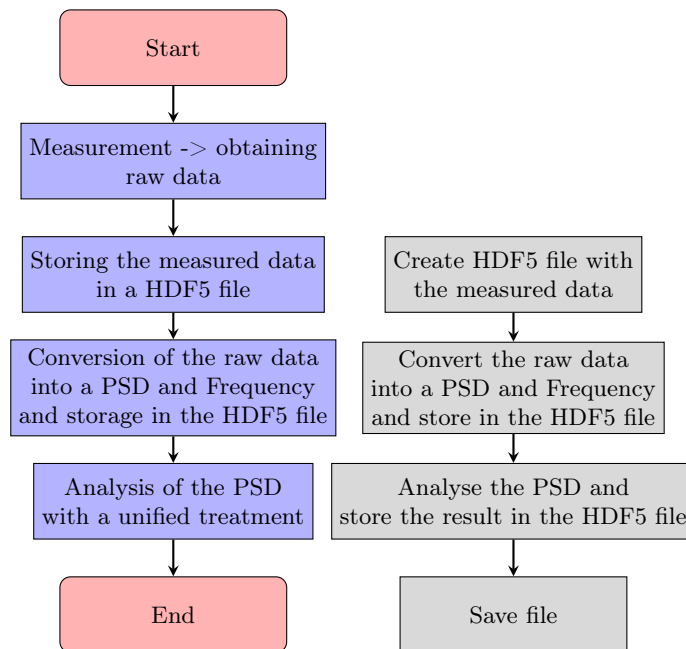 Start
Measurement -> obtaining
raw data
Storing the measured data
in a HDF5 file
Conversion of the raw data
into a PSD and Frequency
and storage in the HDF5 file
Analysis of the PSD
with a unified treatment
End
Create HDF5 file with
the measured data
Convert the raw data
into a PSD and Frequency
and store in the HDF5 file
Analyse the PSD and
store the result in the HDF5 file
Save file